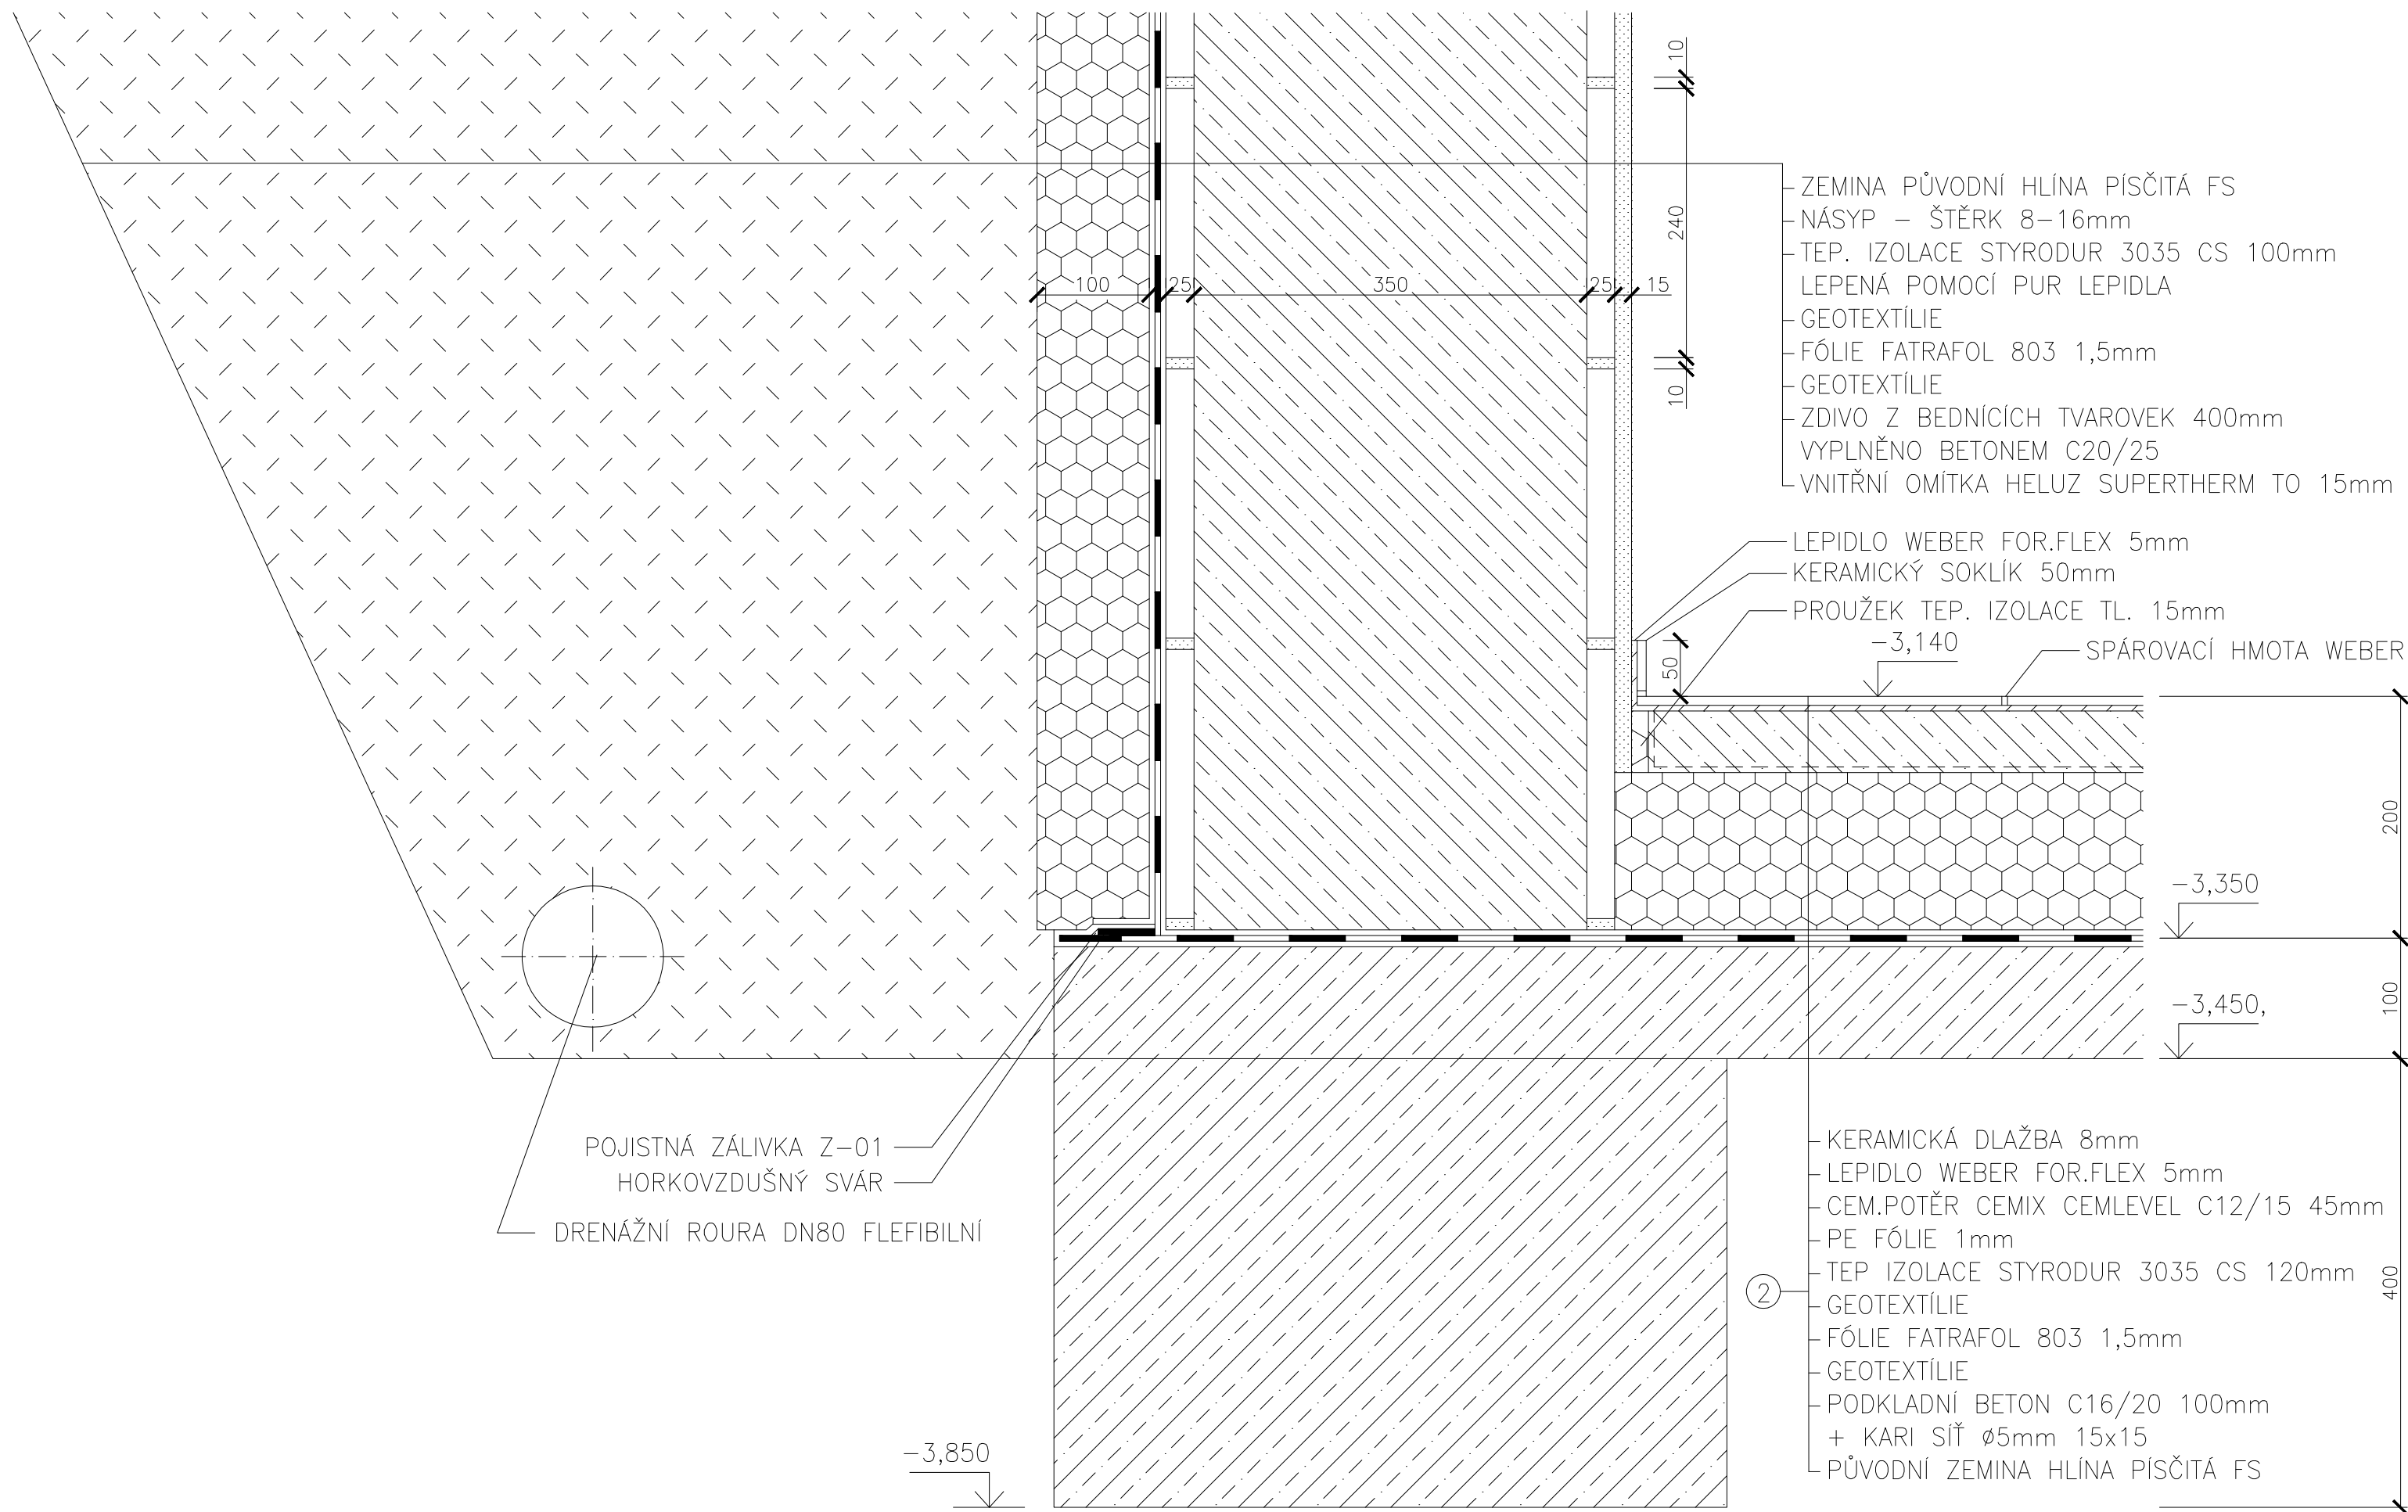 10
240
10
100
25
350
25
15
ZEMINA PŮVODNÍ HLÍNA PÍSČITÁ FS
NÁSYP – ŠTĚRK 8–16mm
TEP. IZOLACE STYRODUR 3035 CS 100mm
LEPENÁ POMOCÍ PUR LEPIDLA
GEOTEXTÍLIE
FÓLIE FATRAFOL 803 1,5mm
GEOTEXTÍLIE
ZDIVO Z BEDNÍCÍCH TVAROVEK 400mm
VYPLNĚNO BETONEM C20/25
VNITŘNÍ OMÍTKA HELUZ SUPERTHERM TO 15mm
LEPIDLO WEBER FOR.FLEX 5mm
KERAMICKÝ SOKLÍK 50mm
PROUŽEK TEP. IZOLACE TL. 15mm
-3,140
SPÁROVACÍ HMOTA WEBER
50
200
-3,350
100
-3,450,
400
POJISTNÁ ZÁLIVKA Z-01
HORKOVZDUŠNÝ SVÁR
DRENÁŽNÍ ROURA DN80 FLEFIBILNÍ
2
KERAMICKÁ DLAŽBA 8mm
LEPIDLO WEBER FOR.FLEX 5mm
CEM.POTĚR CEMIX CEMLEVEL C12/15 45mm
PE FÓLIE 1mm
TEP IZOLACE STYRODUR 3035 CS 120mm
GEOTEXTÍLIE
FÓLIE FATRAFOL 803 1,5mm
GEOTEXTÍLIE
PODKLADNÍ BETON C16/20 100mm
+ KARI SÍŤ ø5mm 15x15
PŮVODNÍ ZEMINA HLÍNA PÍSČITÁ FS
-3,850